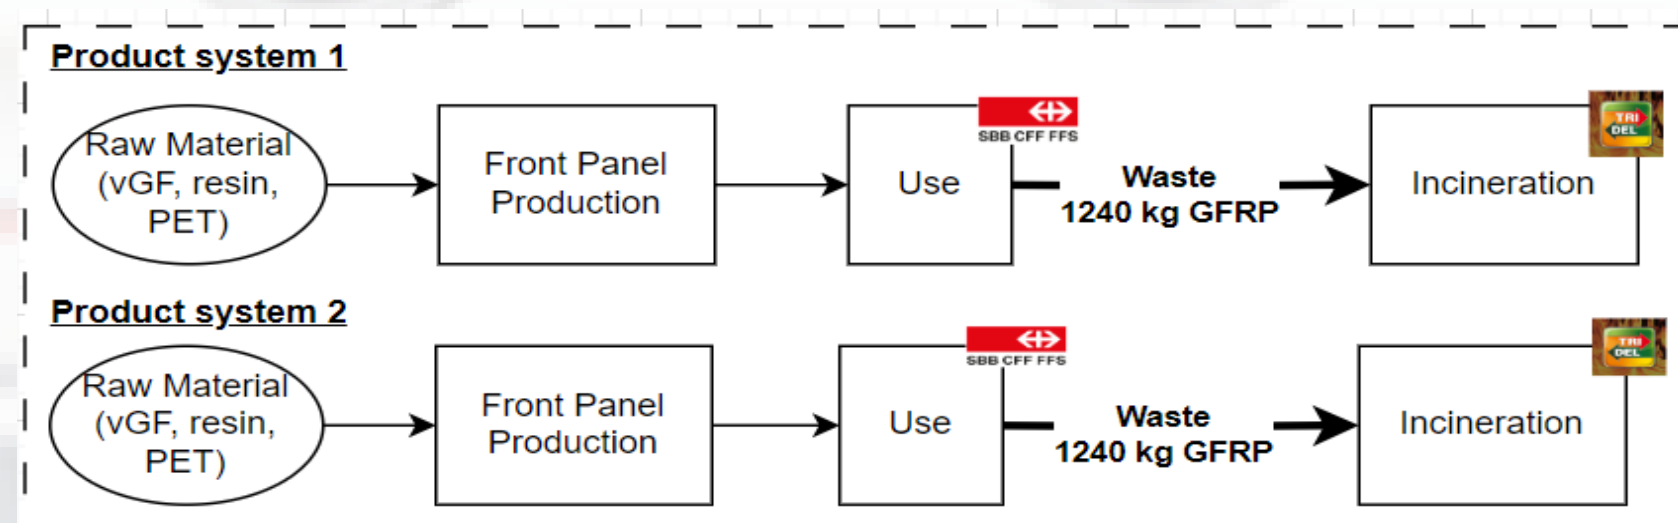 Product system 1
Raw Material
(vGF, resin,
PET)
Front Panel
Production
Use
SBB CFF FFS
Waste
1240 kg GFRP
Incineration
TRI
DEL
Product system 2
Raw Material
(vGF, resin,
PET)
Front Panel
Production
Use
SBB CFF FFS
Waste
1240 kg GFRP
Incineration
TRI
DEL